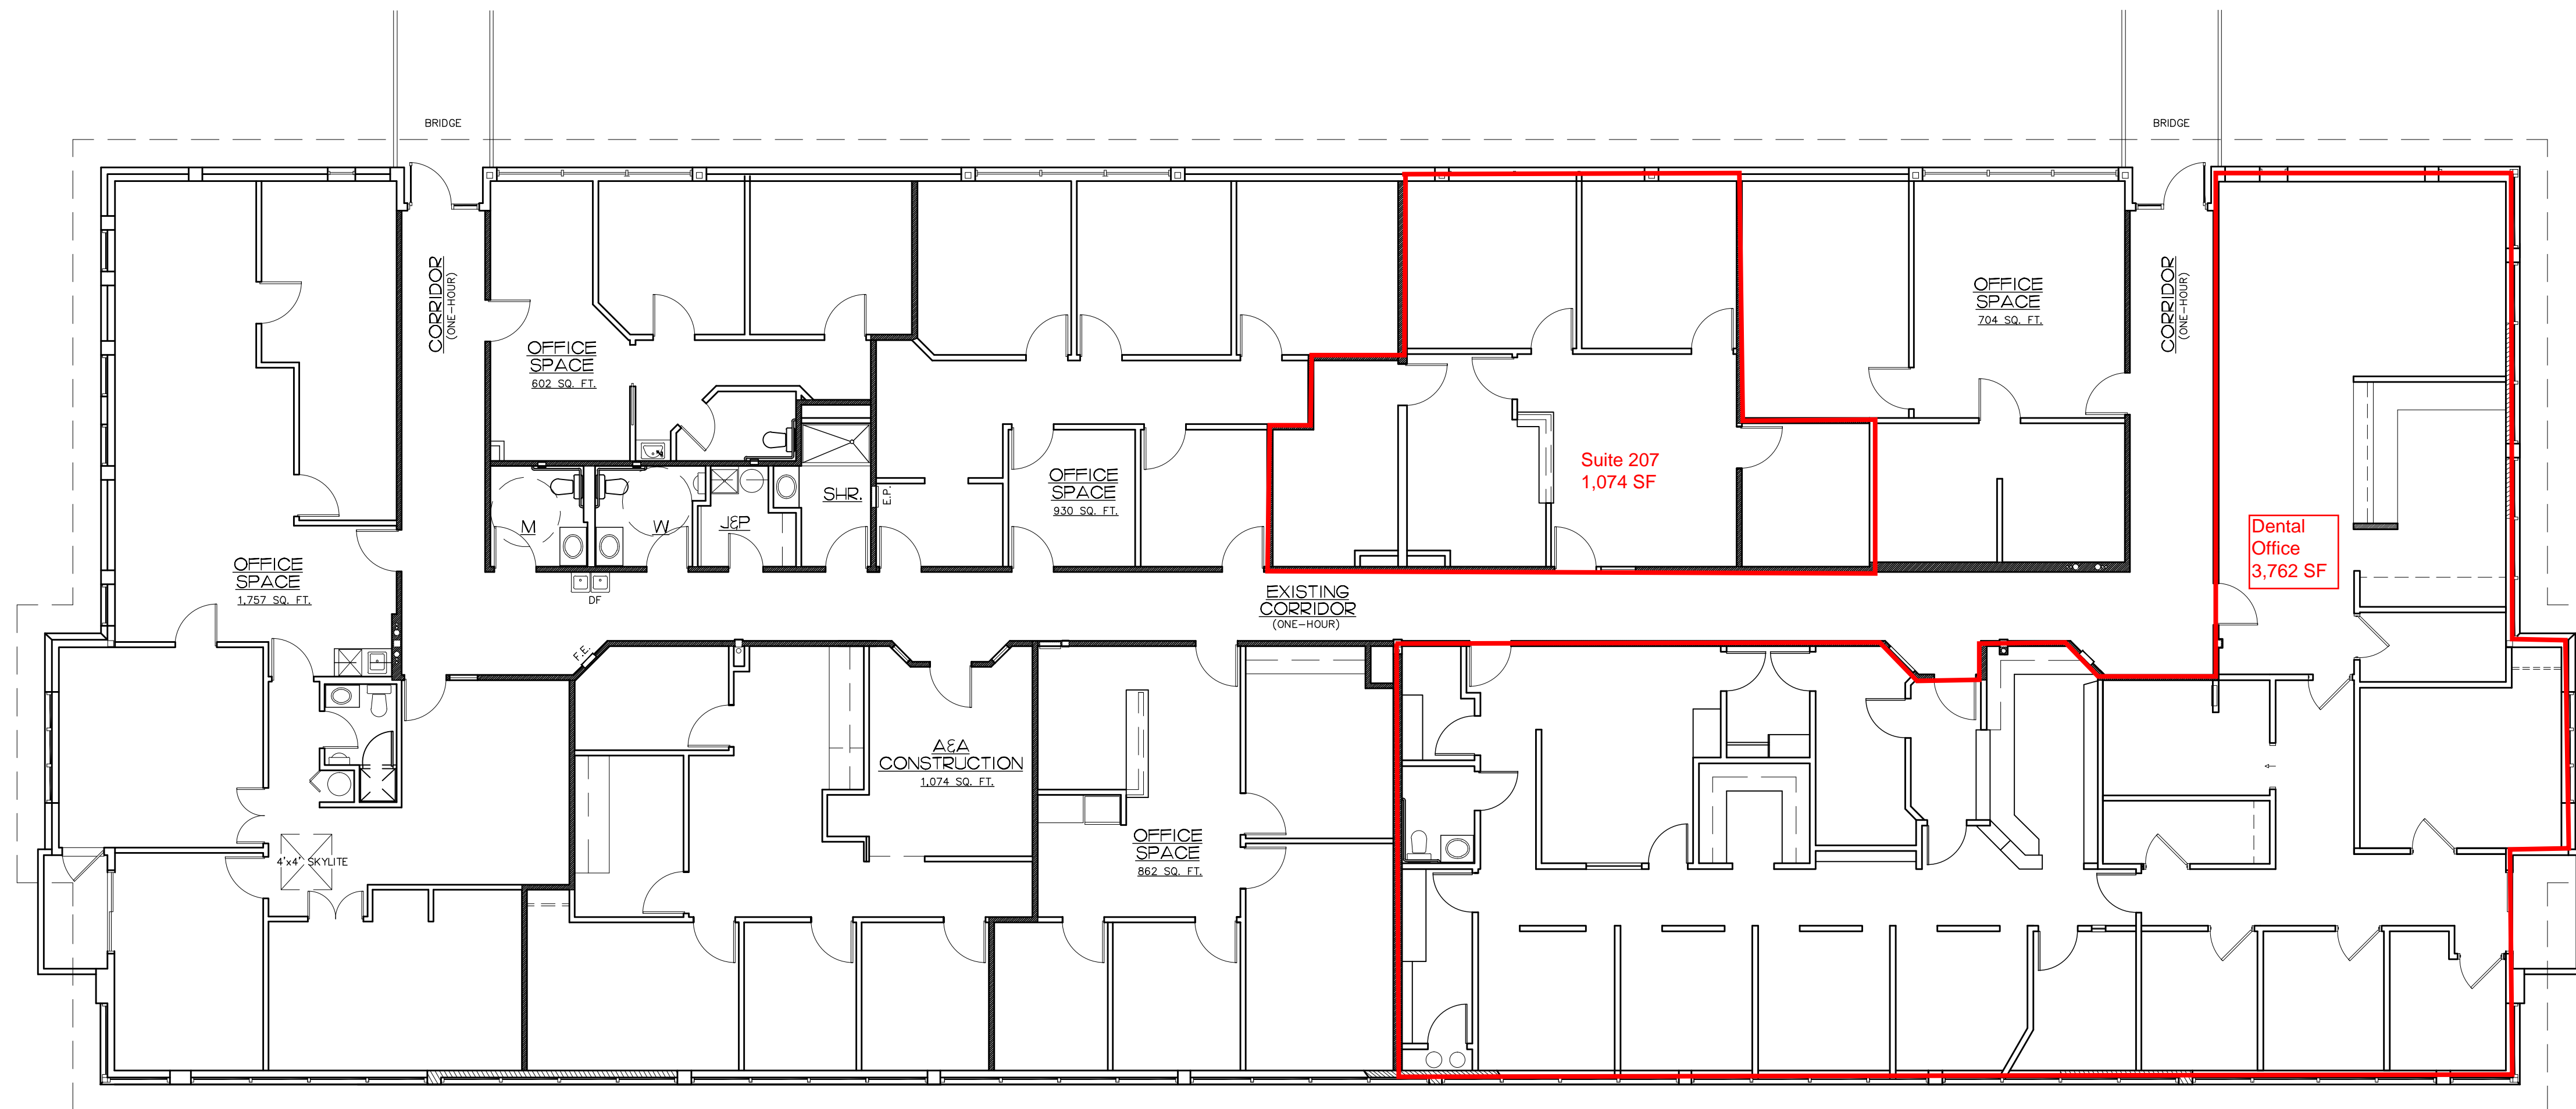 BRIDGE
BRIDGE
CORRIDOR
(ONE-HOUR)
OFFICE
SPACE
602 SQ. FT.
OFFICE
SPACE
704 SQ. FT.
CORRIDOR
(ONE-HOUR)
Suite 207
1,074 SF
OFFICE
SPACE
930 SQ. FT.
SHR.
E.P.
M
W
J&P
Dental
Office
3,762 SF
OFFICE
SPACE
1,757 SQ. FT.
DF
EXISTING
CORRIDOR
(ONE-HOUR)
F.E.
A&A
CONSTRUCTION
1,074 SQ. FT.
OFFICE
SPACE
862 SQ. FT.
4'x4' SKYLITE